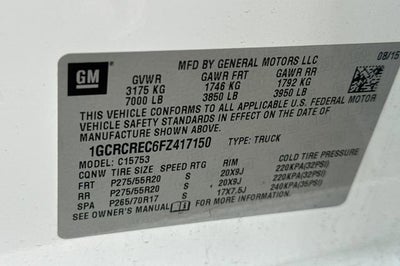 GM
MFD BY GENERAL MOTORS LLC
08/15
GVWR GAWR FRT GAWR RR
3175 KG 1746 KG 1792 KG
7000 LB 3850 LB 3950 LB
THIS VEHICLE CONFORMS TO ALL APPLICABLE
U.S. FEDERAL MOTOR VEHICLE SAFETY AND THEFT
PREVENTION STANDARDS IN EFFECT ON THE DATE OF
MANUFACTURE SHOWN ABOVE.
1GCRCREC6FZ417150 TYPE: TRUCK
MODEL: C15753
CQNW TIRE SIZE SPEED RTG RIM COLD TIRE PRESSURE
FRT P275/55R20 S 20X9J 220KPA(32PSI)
RR P275/55R20 S 20X9J 220KPA(32PSI)
SPA P265/70R17 S 17X7.5J 240KPA(35PSI)
SEE OWNER'S MANUAL FOR MORE INFORMATION.